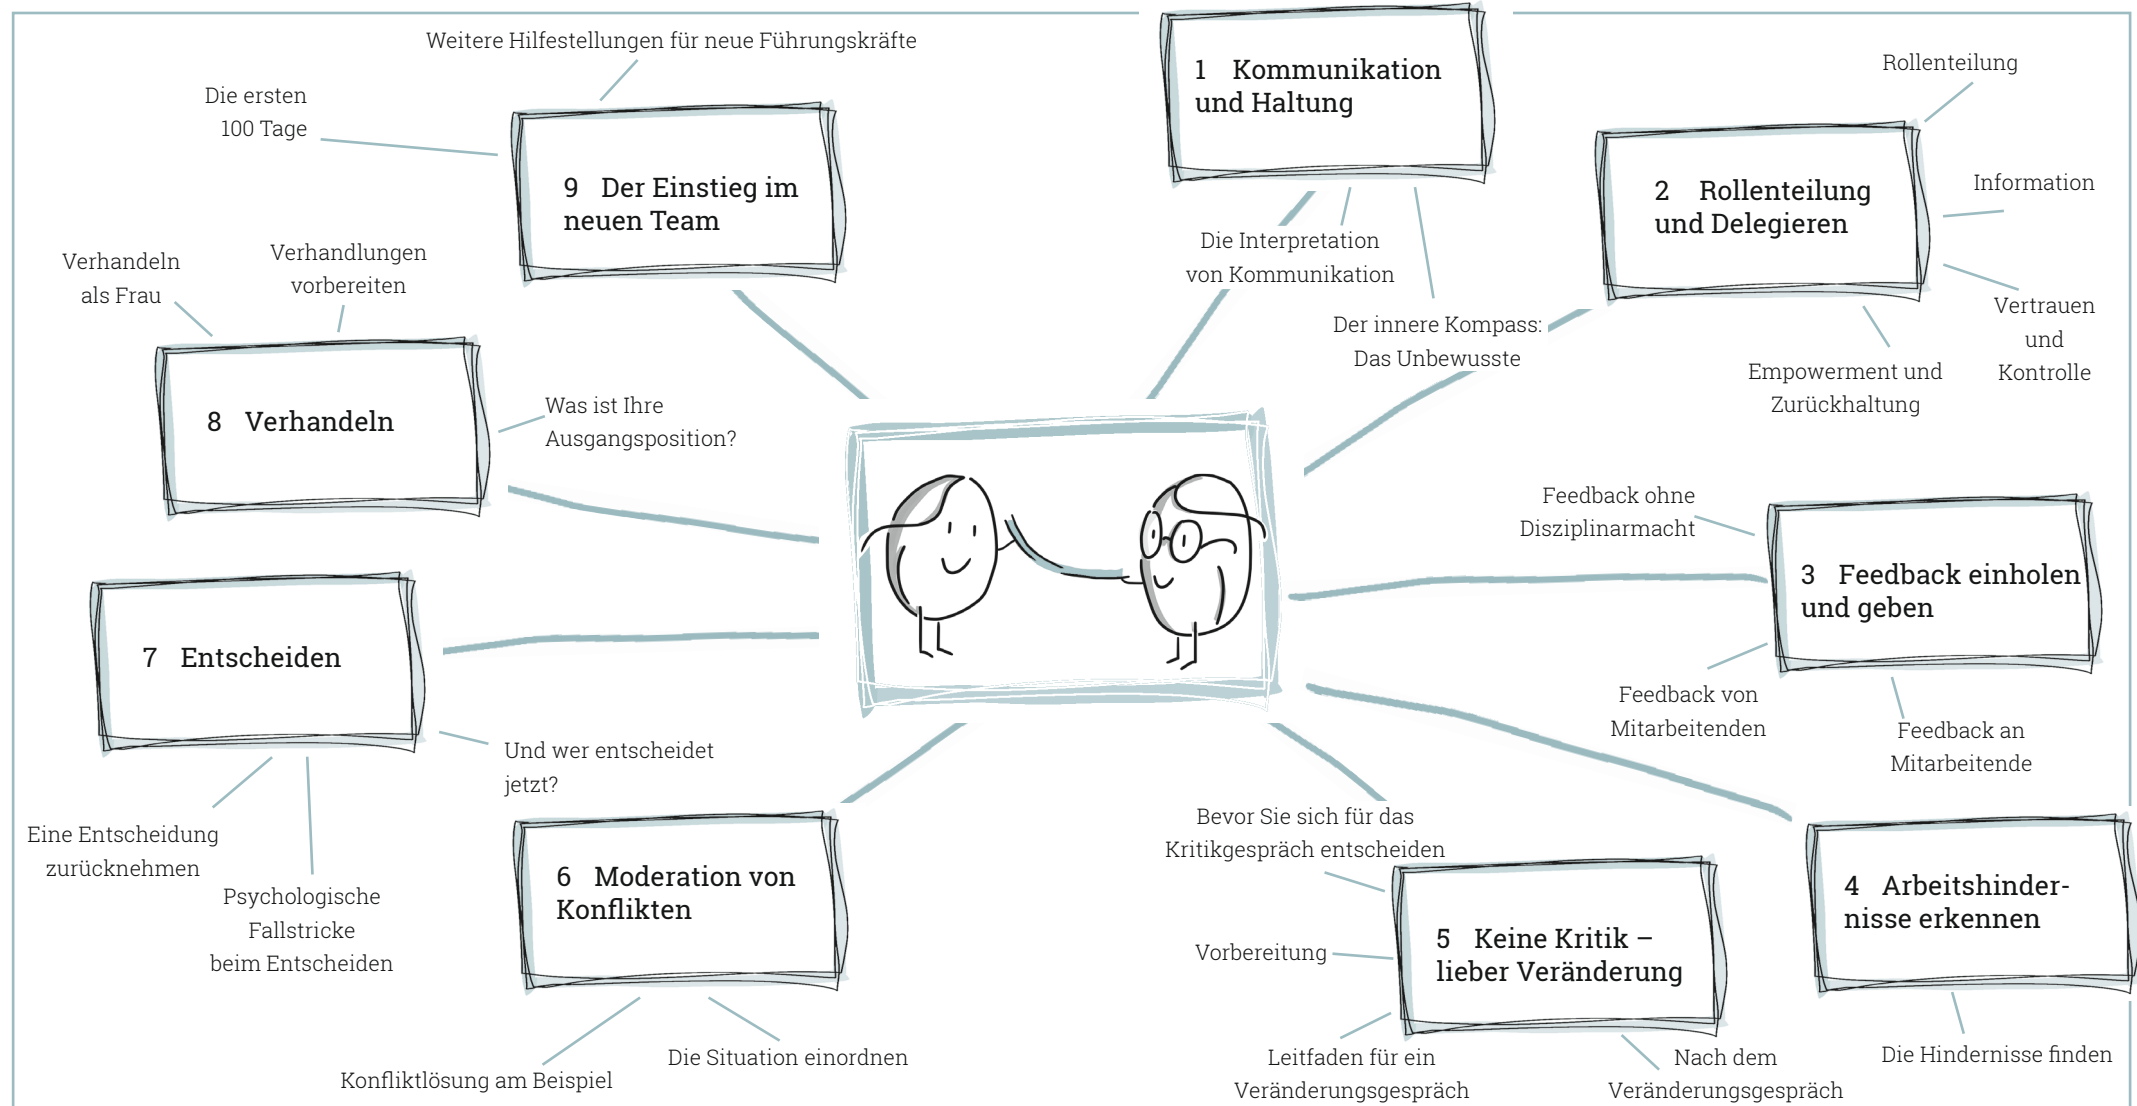 Weitere Hilfestellungen für neue Führungskräfte
Die ersten
100 Tage
9 Der Einstieg im
neuen Team
1 Kommunikation
und Haltung
Die Interpretation
von Kommunikation
Der innere Kompass:
Das Unbewusste
Rollenteilung
2 Rollenteilung
und Delegieren
Information
Vertrauen
und
Kontrolle
Empowerment und
Zurückhaltung
Verhandeln
als Frau
Verhandlungen
vorbereiten
8 Verhandeln
Was ist Ihre
Ausgangsposition?
Feedback ohne
Disziplinarmacht
3 Feedback einholen
und geben
Feedback von
Mitarbeitenden
Feedback an
Mitarbeitende
7 Entscheiden
Und wer entscheidet
jetzt?
Eine Entscheidung
zurücknehmen
Psychologische
Fallstricke
beim Entscheiden
6 Moderation von
Konflikten
Konfliktlösung am Beispiel
Die Situation einordnen
Bevor Sie sich für das
Kritikgespräch entscheiden
Vorbereitung
5 Keine Kritik –
lieber Veränderung
Leitfaden für ein
Veränderungsgespräch
Nach dem
Veränderungsgespräch
4 Arbeitshinder-
nisse erkennen
Die Hindernisse finden